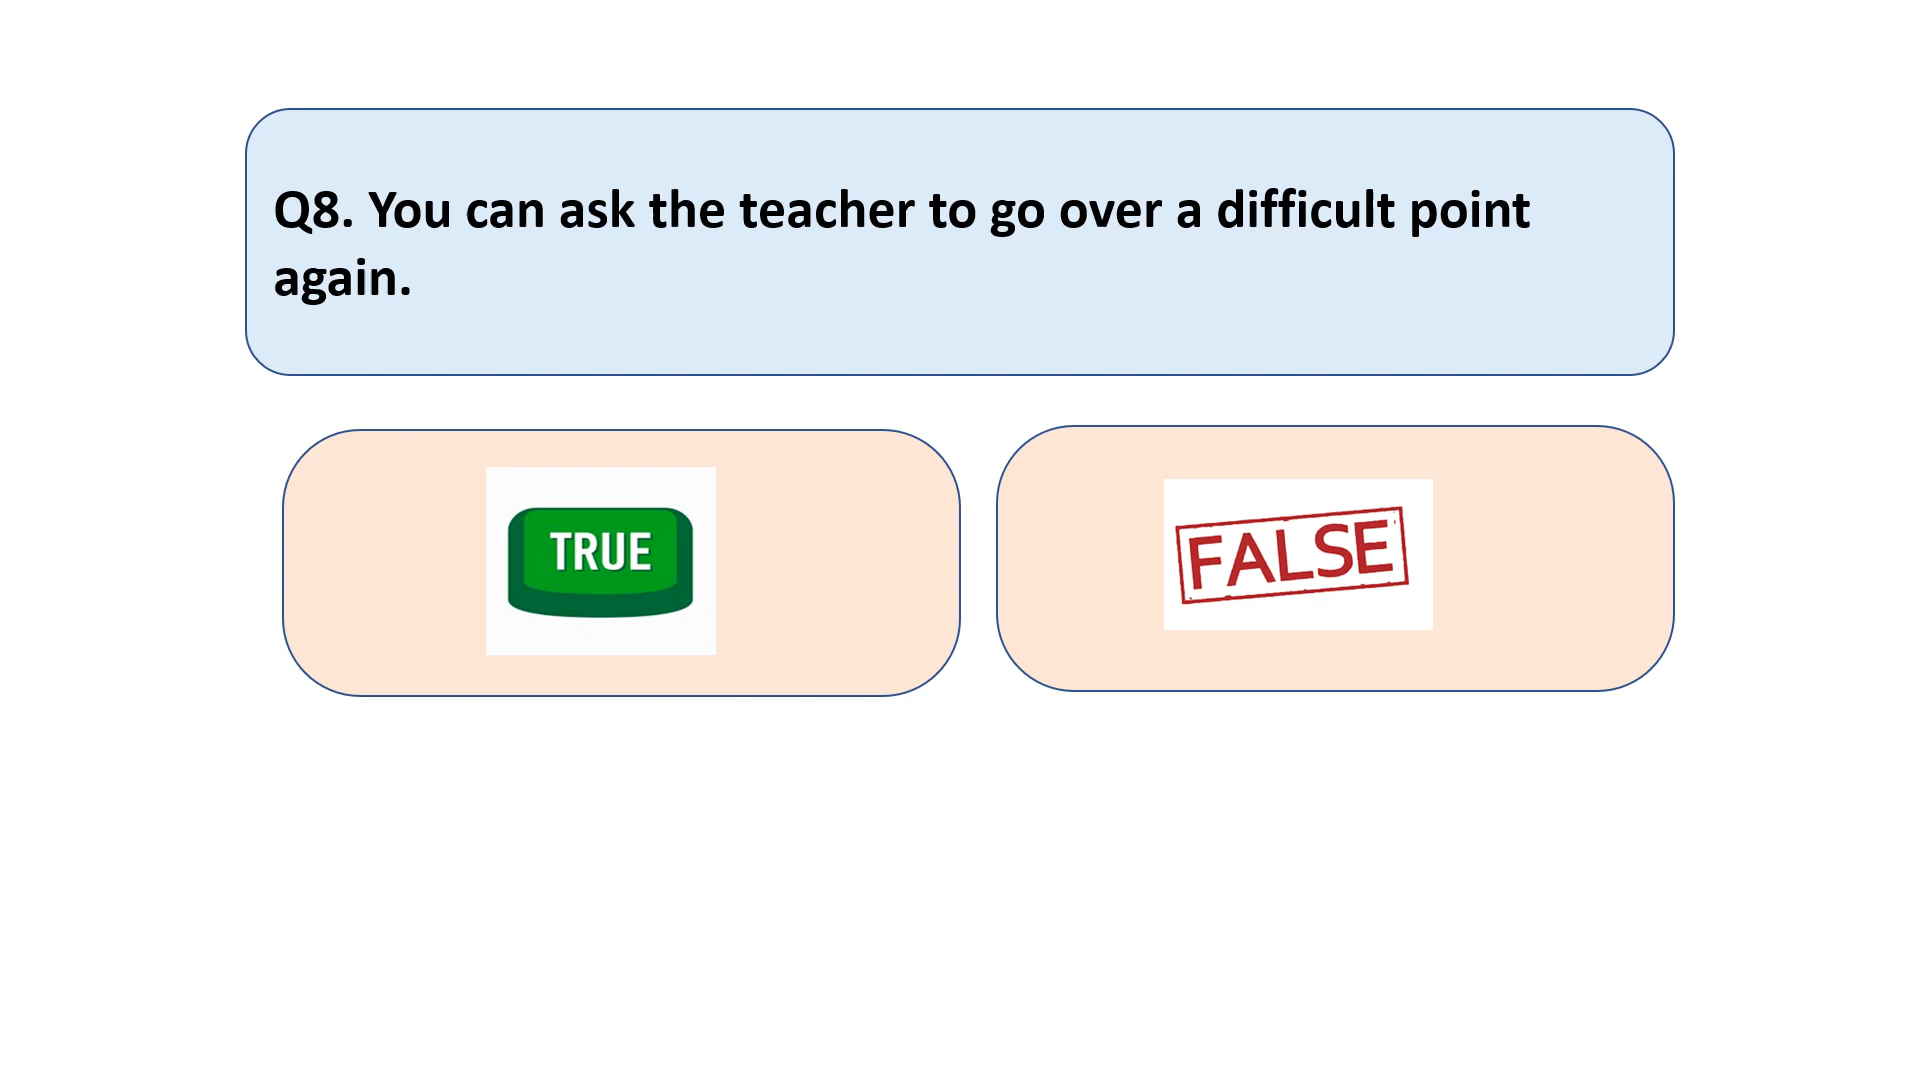 Q8. You can ask the teacher to go over a difficult point
again.
TRUE
FALSE